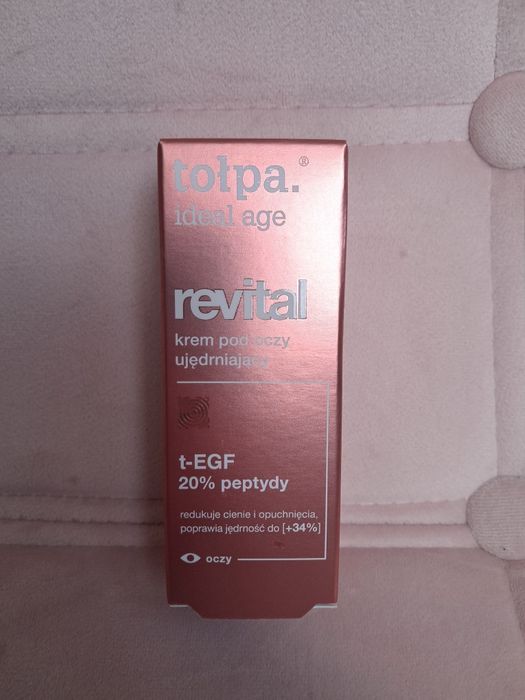 tołpa.®
ideal age
revital
krem pod oczy
ujędrniający
t-EGF
20% peptydy
redukuje cienie i opuchnięcia,
poprawia jędrność do [+34%]
oczy